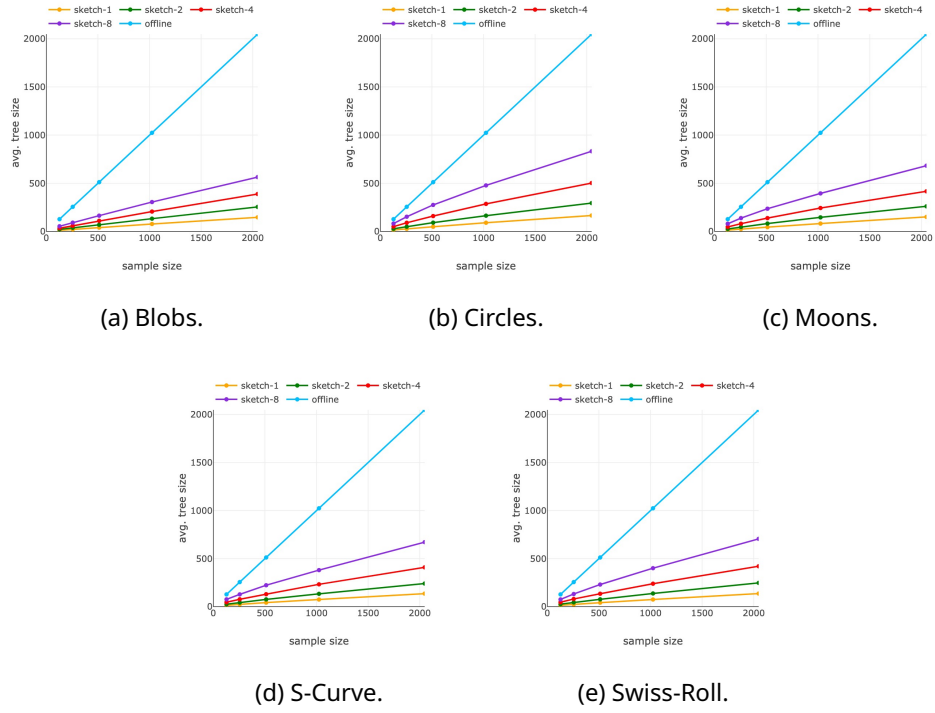 sketch-1 sketch-2 sketch-4
sketch-8 offline
2000
1500
1000
500
0
avg. tree size
0 500 1000 1500 2000
sample size
(a) Blobs.
sketch-1 sketch-2 sketch-4
sketch-8 offline
2000
1500
1000
500
0
avg. tree size
0 500 1000 1500 2000
sample size
(b) Circles.
sketch-1 sketch-2 sketch-4
sketch-8 offline
2000
1500
1000
500
0
avg. tree size
0 500 1000 1500 2000
sample size
(c) Moons.
sketch-1 sketch-2 sketch-4
sketch-8 offline
2000
1500
1000
500
0
avg. tree size
0 500 1000 1500 2000
sample size
(d) S-Curve.
sketch-1 sketch-2 sketch-4
sketch-8 offline
2000
1500
1000
500
0
avg. tree size
0 500 1000 1500 2000
sample size
(e) Swiss-Roll.